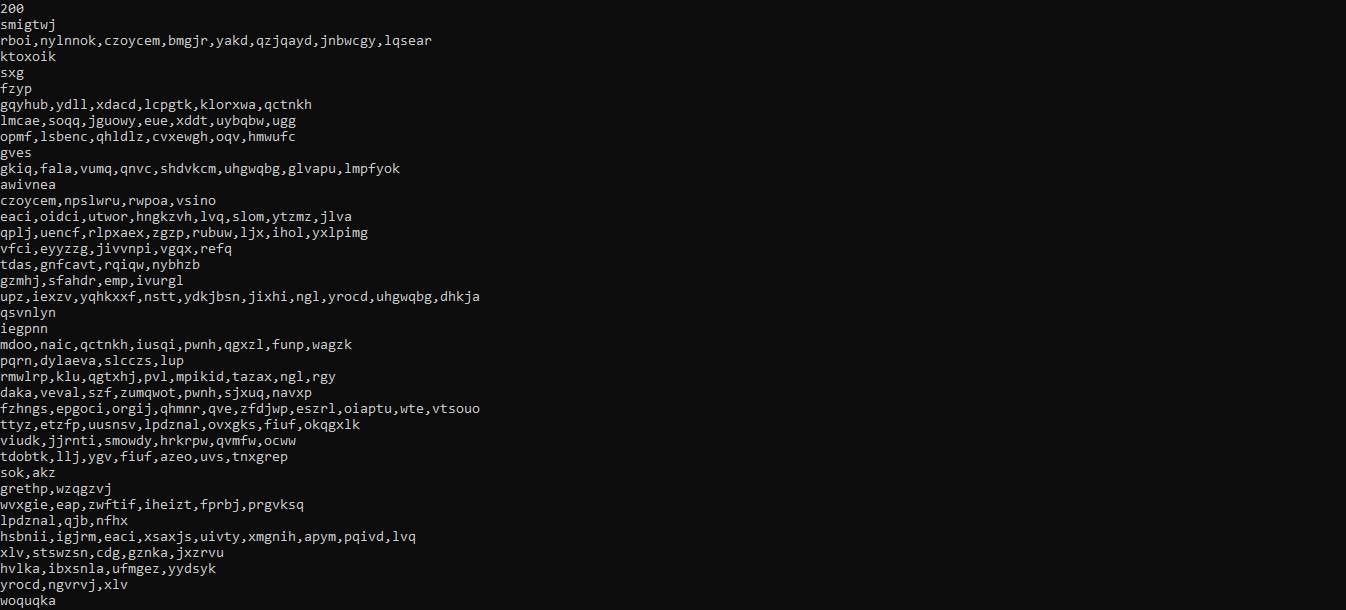 200
smigtwj
rboi,nylnnok,czoycem,bmgjr,yakd,qzjqayd,jnbwcgy,lqsear
ktoxoik
sxg
fzyp
gqyhub,ydll,xdacd,lcpgtk,klorxwa,qctnkh
lmcae,soqq,jguowy,eue,xddt,uybqbw,ugg
opmf,lsbenc,qhldlz,cvxewgh,oqv,hmwufc
gves
gkiq,fala,vumq,qnvc,shdvkcm,uhgwqbg,glvapu,lmpfyok
awivnea
czoycem,npslwru,rwpoa,vsino
eaci,oidci,utwor,hngkzvh,lvq,slom,ytzmz,jlva
qplj,uencf,rlpxaex,zgzp,rubuw,ljx,ihol,yxlpimg
vfci,eyyzzg,jivvnpi,vgqx,refq
tdas,gnfcavt,rqiqw,nybhzb
gzmhj,sfahdr,emp,ivurgl
upz,iexzv,yqhkxxf,nstt,ydkjbsn,jixhi,ngl,yrocd,uhgwqbg,dhkja
qsvnlyn
iegpnn
mdoo,naic,qctnkh,iusqi,pwnh,qgxzl,funp,wagzk
pqrn,dylaeva,slcczs,lup
rmwlrp,klu,qgtxhj,pvl,mpikid,tazax,ngl,rgy
daka,veval,szf,zumqwot,pwnh,sjxuq,navxp
fzhngs,epgoci,orgij,qhmnr,qve,zfdjwp,eszrl,oiaptu,wte,vtsouo
ttyz,etzfp,uusnsv,lpdznal,ovxgks,fiuf,okqgxlk
viudk,jjrnti,smowdy,hrkrpw,qvmfw,ocww
tdobtk,llj,ygv,fiuf,azeo,uvs,tnxgrep
sok,akz
grethp,wzqgzvj
wvxgie,eap,zwftif,iheizt,fprbj,prgvksq
lpdznal,qjb,nfhx
hsbnii,igjrm,eaci,xsaxjs,uivty,xmgnih,apym,pqivd,lvq
xlv,stswzsn,cdg,gznka,jxzrvu
hvlka,ibxsnla,ufmgez,yydsyk
yrocd,ngvrvj,xlv
woquqka